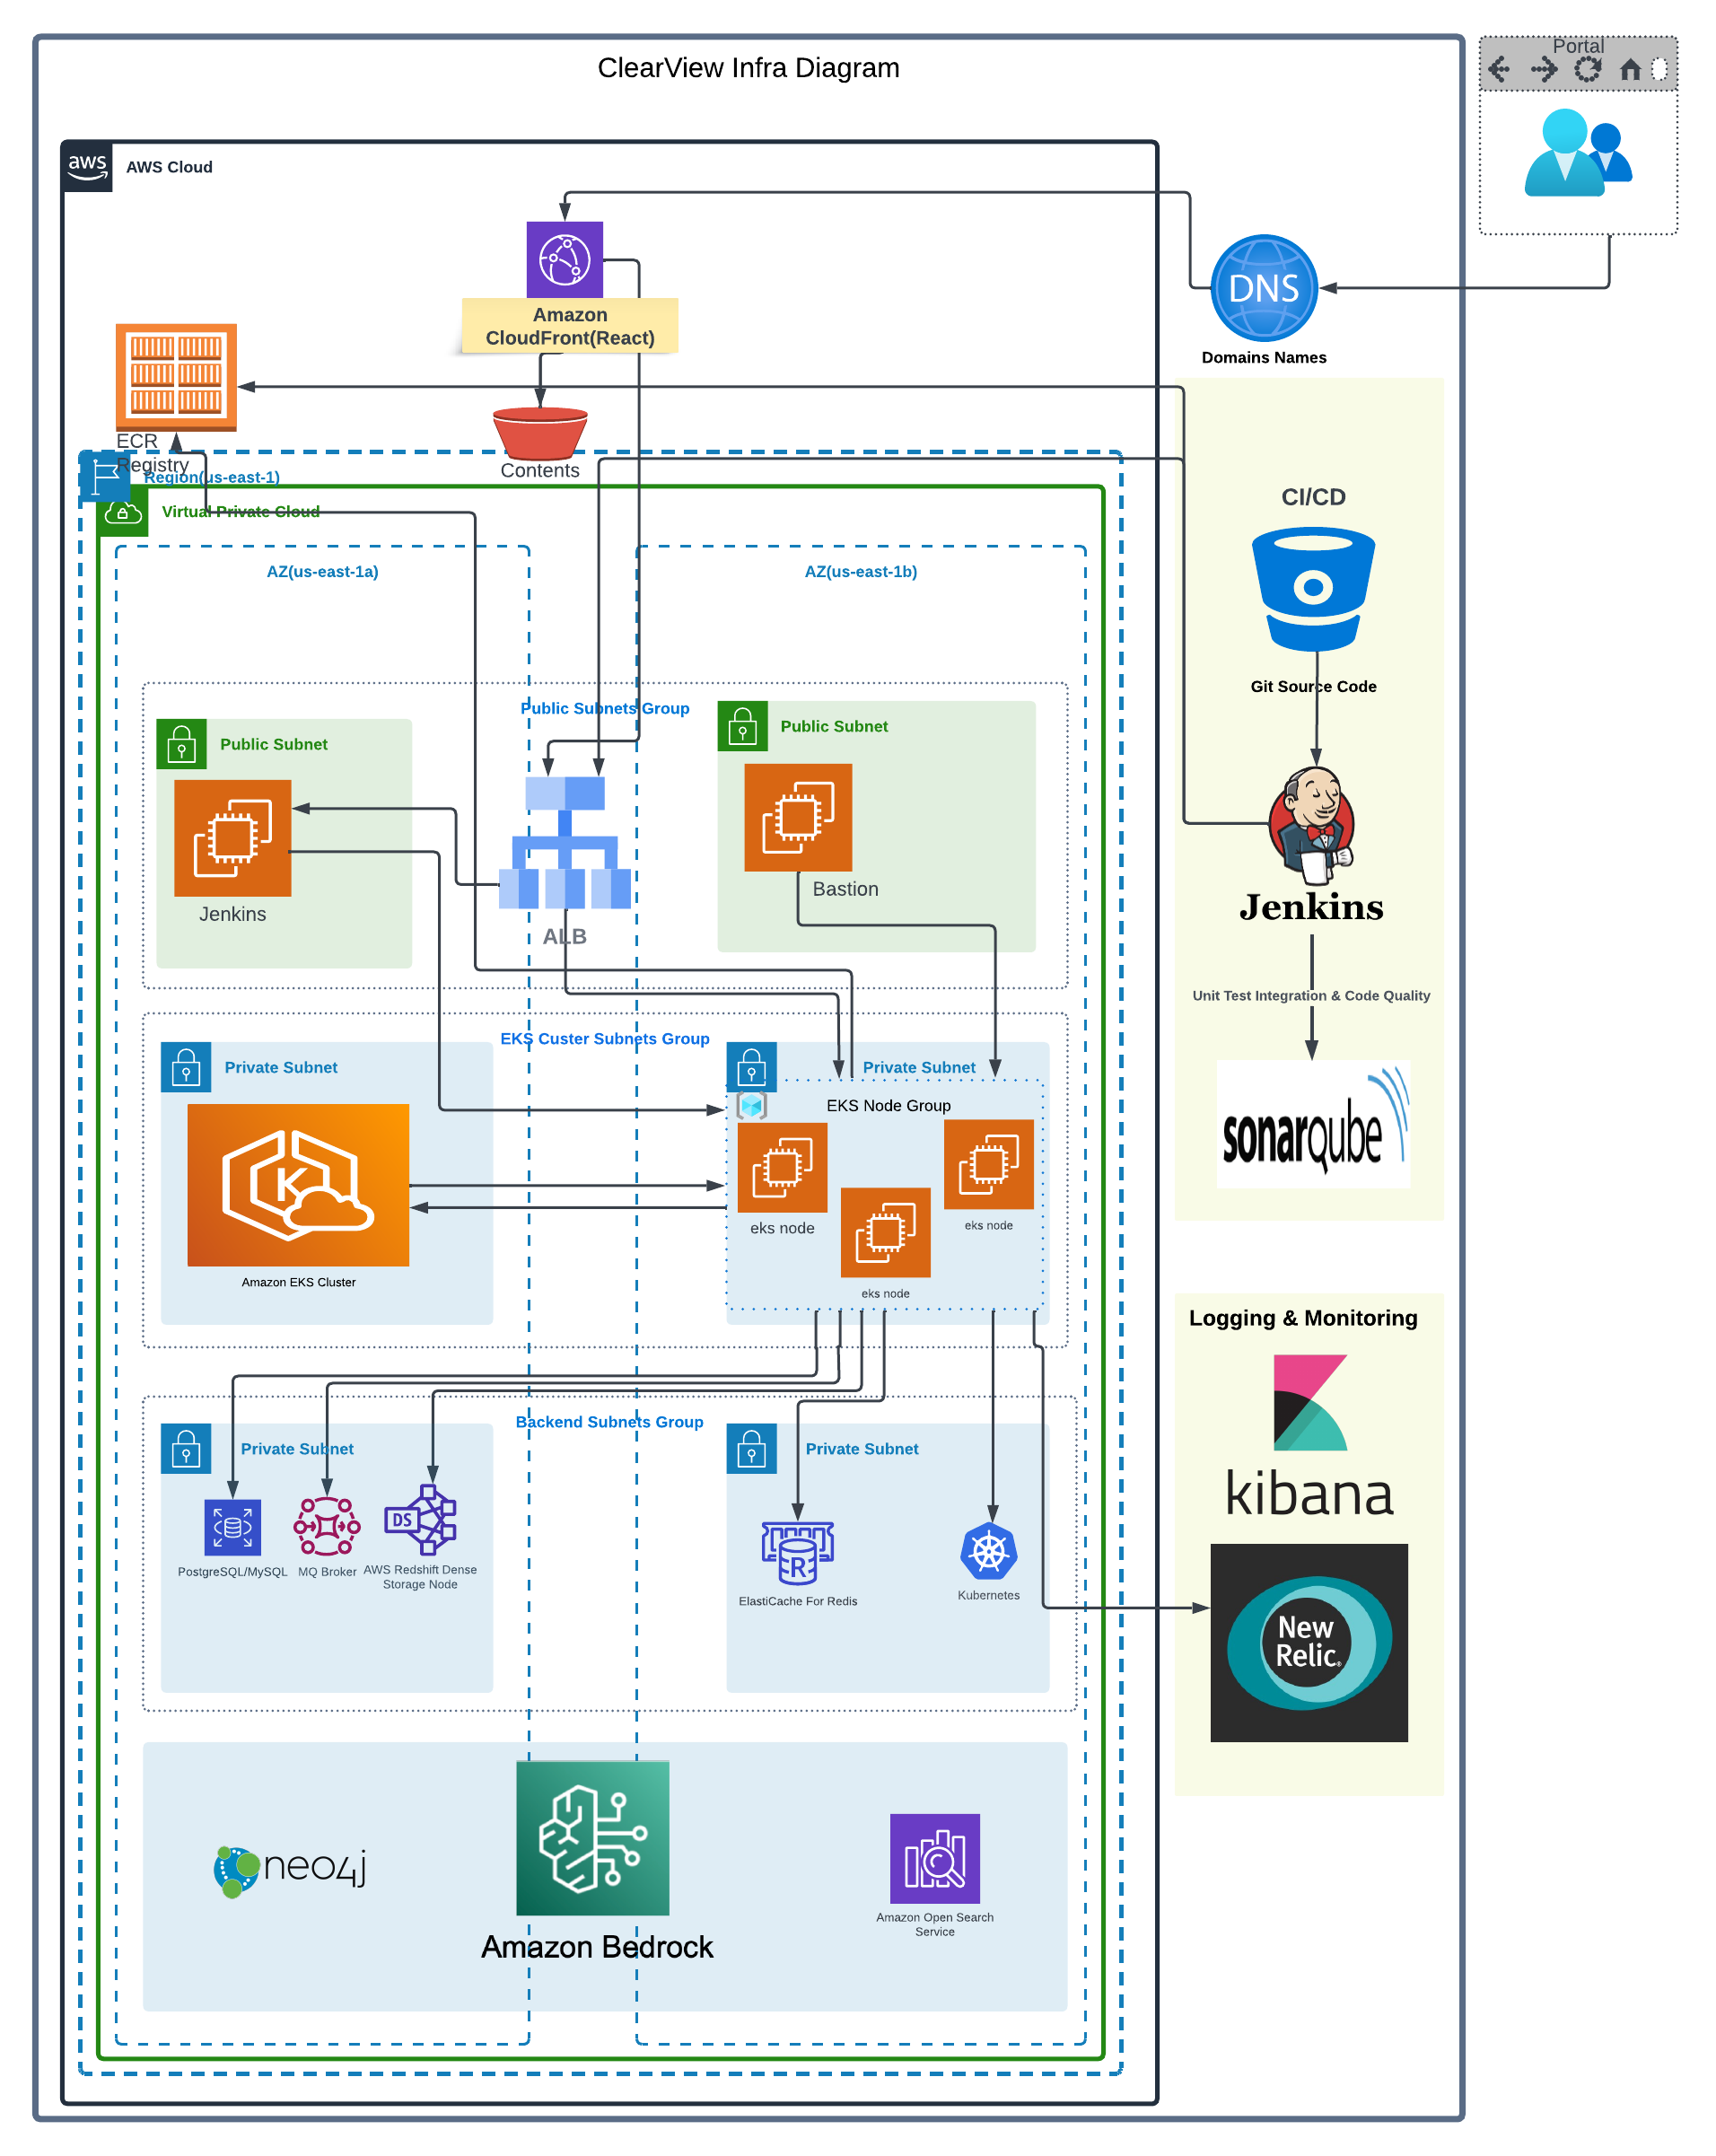 ClearView Infra Diagram
Portal
aws
AWS Cloud
DNS
Domains Names
Amazon
CloudFront(React)
ECR
Registry
Contents
Region(us-east-1)
Virtual Private Cloud
AZ(us-east-1a)
AZ(us-east-1b)
CI/CD
Git Source Code
Public Subnets Group
Public Subnet
Public Subnet
Jenkins
Bastion
ALB
Jenkins
Unit Test Integration & Code Quality
sonarqube
EKS Custer Subnets Group
Private Subnet
Private Subnet
EKS Node Group
K
Amazon EKS Cluster
eks node
eks node
eks node
Logging & Monitoring
kibana
New
Relic®
Backend Subnets Group
Private Subnet
Private Subnet
DS
R
PostgreSQL/MySQL
MQ Broker
AWS Redshift Dense
Storage Node
ElastiCache For Redis
Kubernetes
neo4j
Amazon Bedrock
Amazon Open Search
Service